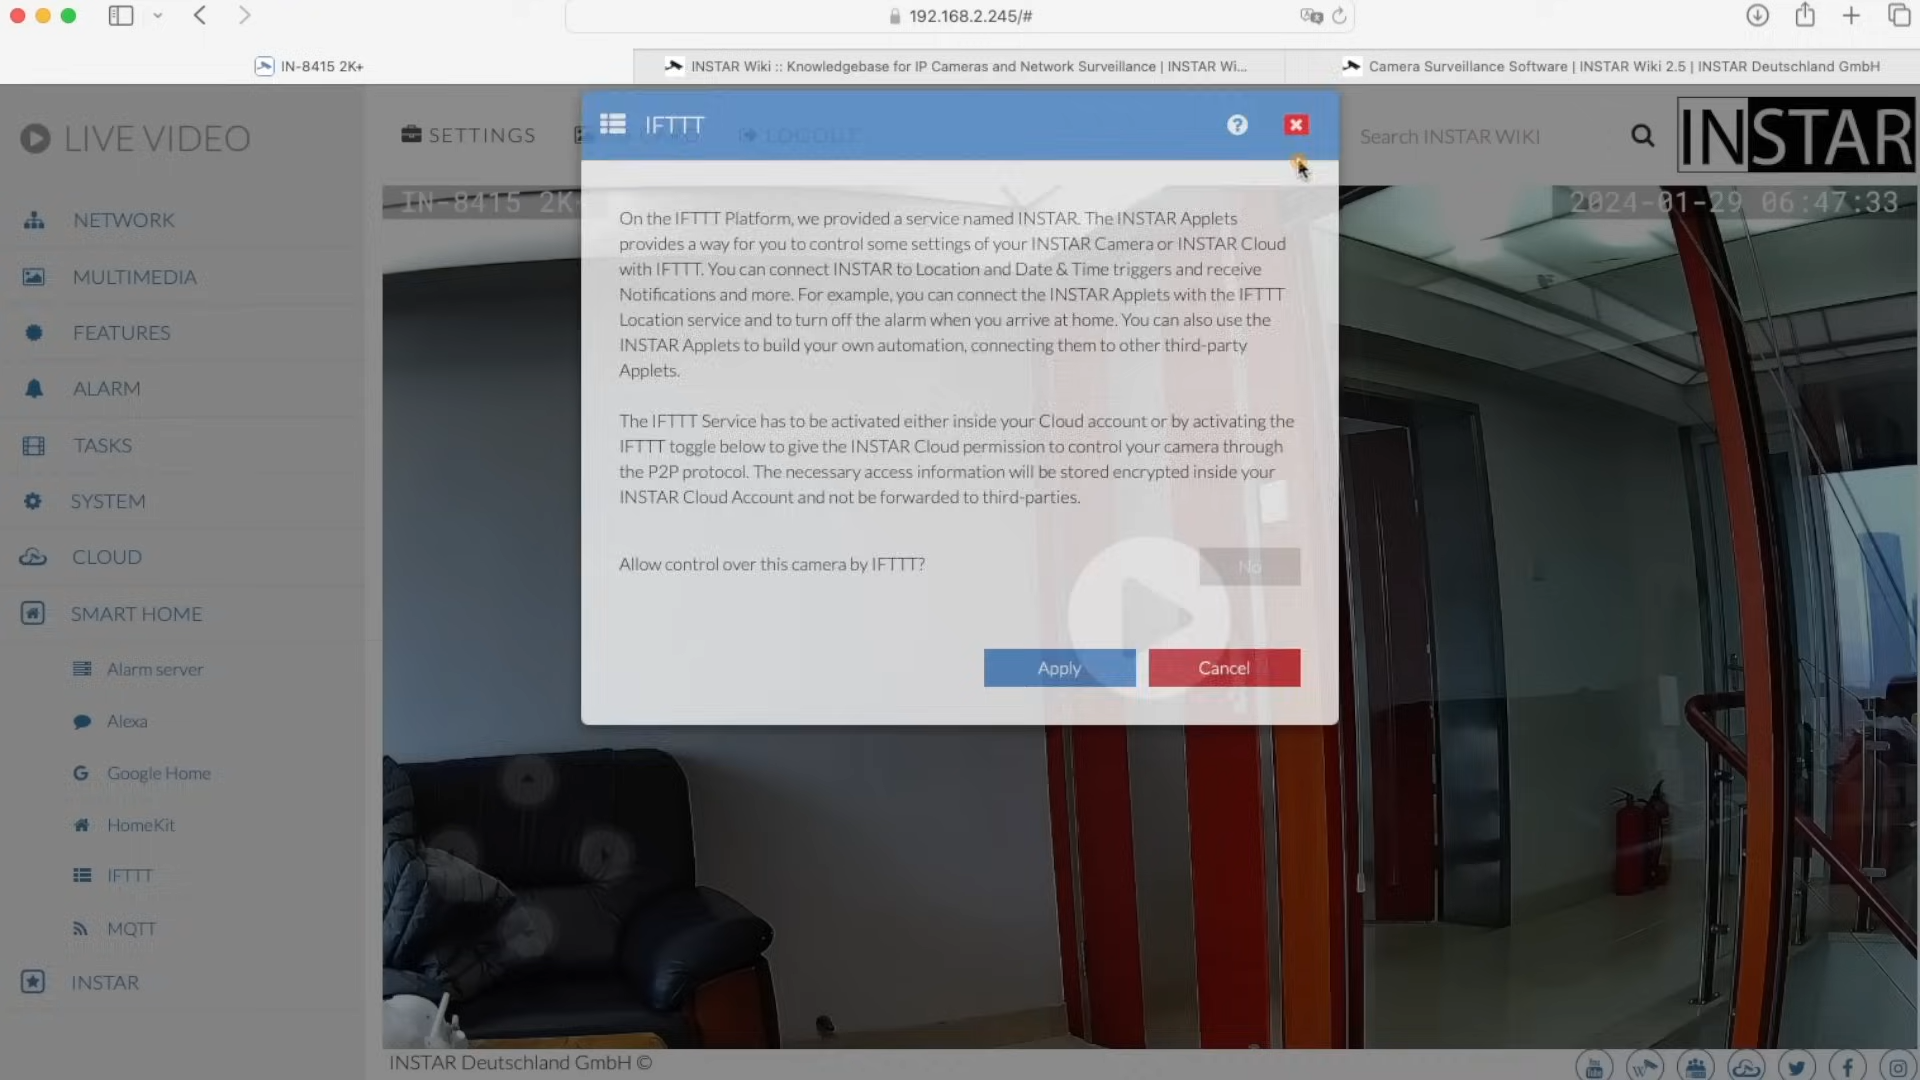 192.168.2.245/#
IN-8415 2K+
INSTAR Wiki :: Knowledgebase for IP Cameras and Network Surveillance | INSTAR Wi...
Camera Surveillance Software | INSTAR Wiki 2.5 | INSTAR Deutschland GmbH
LIVE VIDEO
SETTINGS
IFTTT
Search INSTAR WIKI
INSTAR
IN-8415 2K+
2024-01-29 06:47:33
NETWORK
MULTIMEDIA
FEATURES
ALARM
TASKS
SYSTEM
CLOUD
SMART HOME
Alarm server
Alexa
Google Home
HomeKit
IFTTT
MQTT
INSTAR
On the IFTTT Platform, we provided a service named INSTAR. The INSTAR Applets
provides a way for you to control some settings of your INSTAR Camera or INSTAR Cloud
with IFTTT. You can connect INSTAR to Location and Date & Time triggers and receive
Notifications and more. For example, you can connect the INSTAR Applets with the IFTTT
Location service and to turn off the alarm when you arrive at home. You can also use the
INSTAR Applets to build your own automation, connecting them to other third-party
Applets.
The IFTTT Service has to be activated either inside your Cloud account or by activating the
IFTTT toggle below to give the INSTAR Cloud permission to control your camera through
the P2P protocol. The necessary access information will be stored encrypted inside your
INSTAR Cloud Account and not be forwarded to third-parties.
Allow control over this camera by IFTTT?
No
Apply
Cancel
INSTAR Deutschland GmbH ©